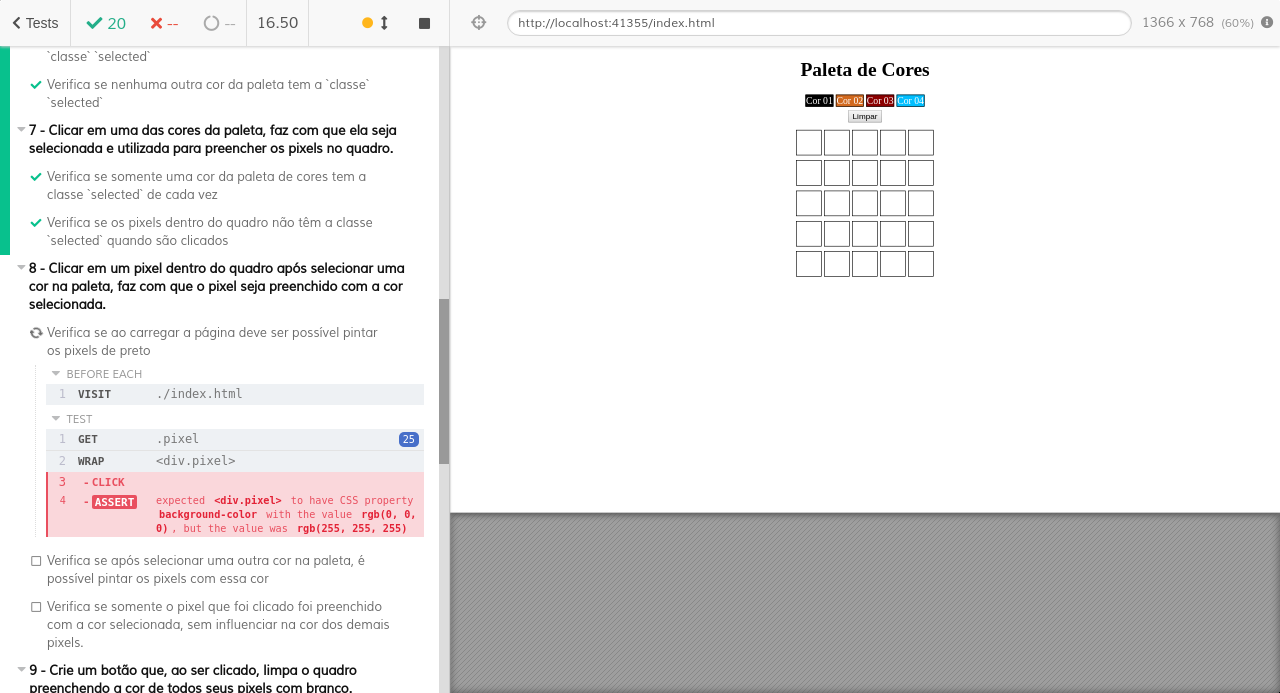 Tests
20
--
--
16.50
http://localhost:41355/index.html
1366 x 768 (60%)
`classe` `selected`
Verifica se nenhuma outra cor da paleta tem a `classe`
`selected`
7 - Clicar em uma das cores da paleta, faz com que ela seja
selecionada e utilizada para preencher os pixels no quadro.
Verifica se somente uma cor da paleta de cores tem a
classe `selected` de cada vez
Verifica se os pixels dentro do quadro não têm a classe
`selected` quando são clicados
8 - Clicar em um pixel dentro do quadro após selecionar uma
cor na paleta, faz com que o pixel seja preenchido com a cor
selecionada.
Verifica se ao carregar a página deve ser possível pintar
os pixels de preto
BEFORE EACH
1 VISIT ./index.html
TEST
1 GET .pixel 25
2 WRAP <div.pixel>
3 -CLICK
4 -ASSERT expected <div.pixel> to have CSS property
background-color with the value rgb(0, 0,
0), but the value was rgb(255, 255, 255)
Verifica se após selecionar uma outra cor na paleta, é
possível pintar os pixels com essa cor
Verifica se somente o pixel que foi clicado foi preenchido
com a cor selecionada, sem influenciar na cor dos demais
pixels.
9 - Crie um botão que, ao ser clicado, limpa o quadro
preenchendo a cor de todos seus pixels com branco.
Paleta de Cores
Cor 01 Cor 02 Cor 03 Cor 04
Limpar